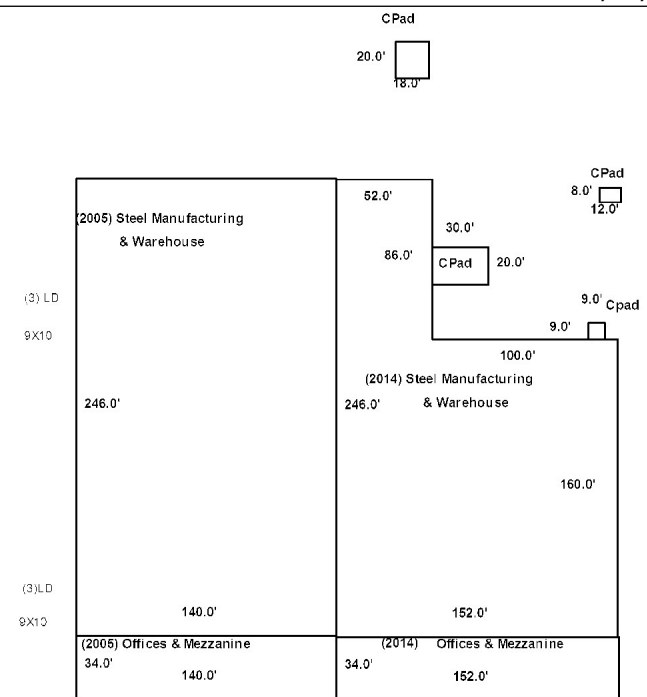 CPad
20.0'
18.0'
CPad
8.0'
12.0'
52.0'
(2005) Steel Manufacturing
& Warehouse
30.0'
86.0'
CPad
20.0'
(3) LD
9X10
9.0'
Cpad
9.0'
100.0'
(2014) Steel Manufacturing
& Warehouse
246.0'
246.0'
160.0'
(3)LD
9X10
140.0'
152.0'
(2005) Offices & Mezzanine
(2014) Offices & Mezzanine
34.0'
140.0'
34.0'
152.0'